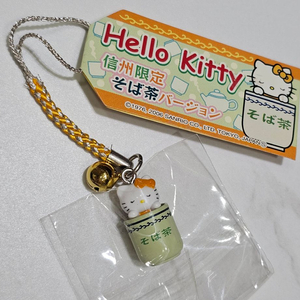 Hello Kitty
信州限定
そば茶バージョン
©1976, 2006 SANRIO CO., LTD. TOKYO, JAPAN
そば茶
そば茶